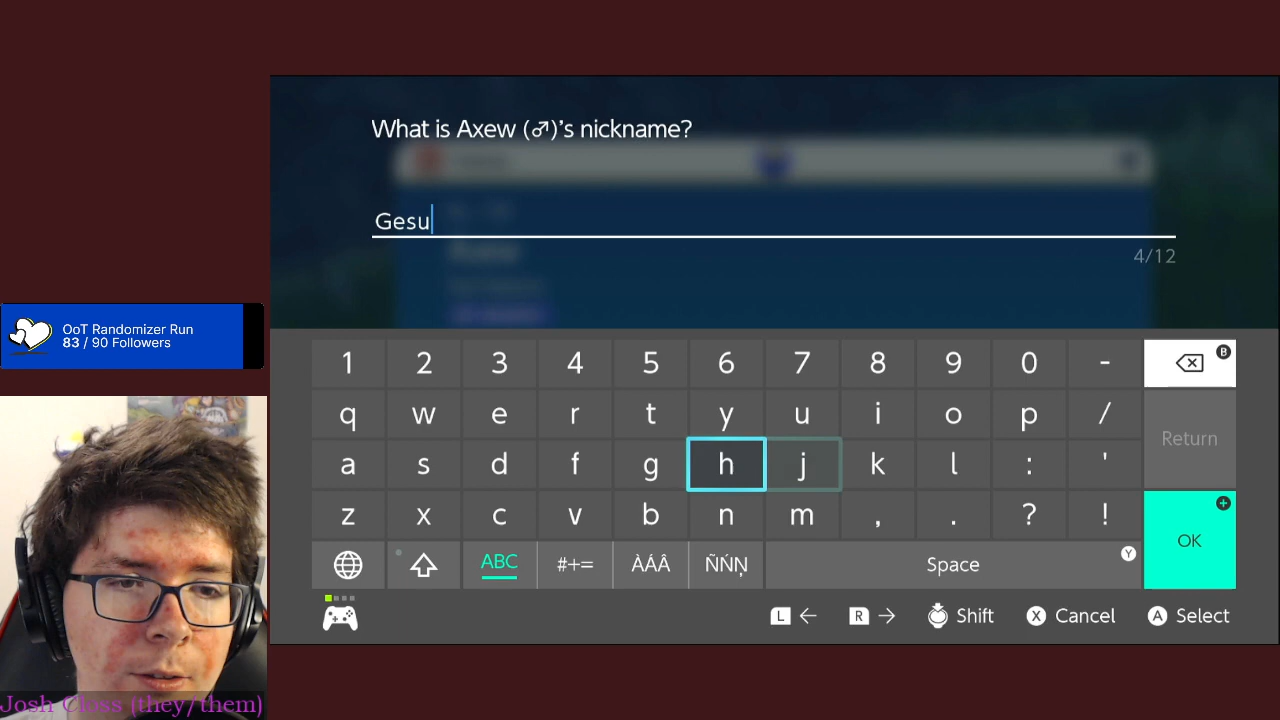 What is Axew (♂)'s nickname?
Gesu
4/12
OoT Randomizer Run
83 / 90 Followers
1 2 3 4 5 6 7 8 9 0 - B
q w e r t y u i o p / Return
a s d f g h j k l : '
z x c v b n m , . ? ! + OK
ABC #+= ÀÁÂ ÑŃŅ Space Y
L ← R → Shift X Cancel A Select
Josh Closs (they/them)